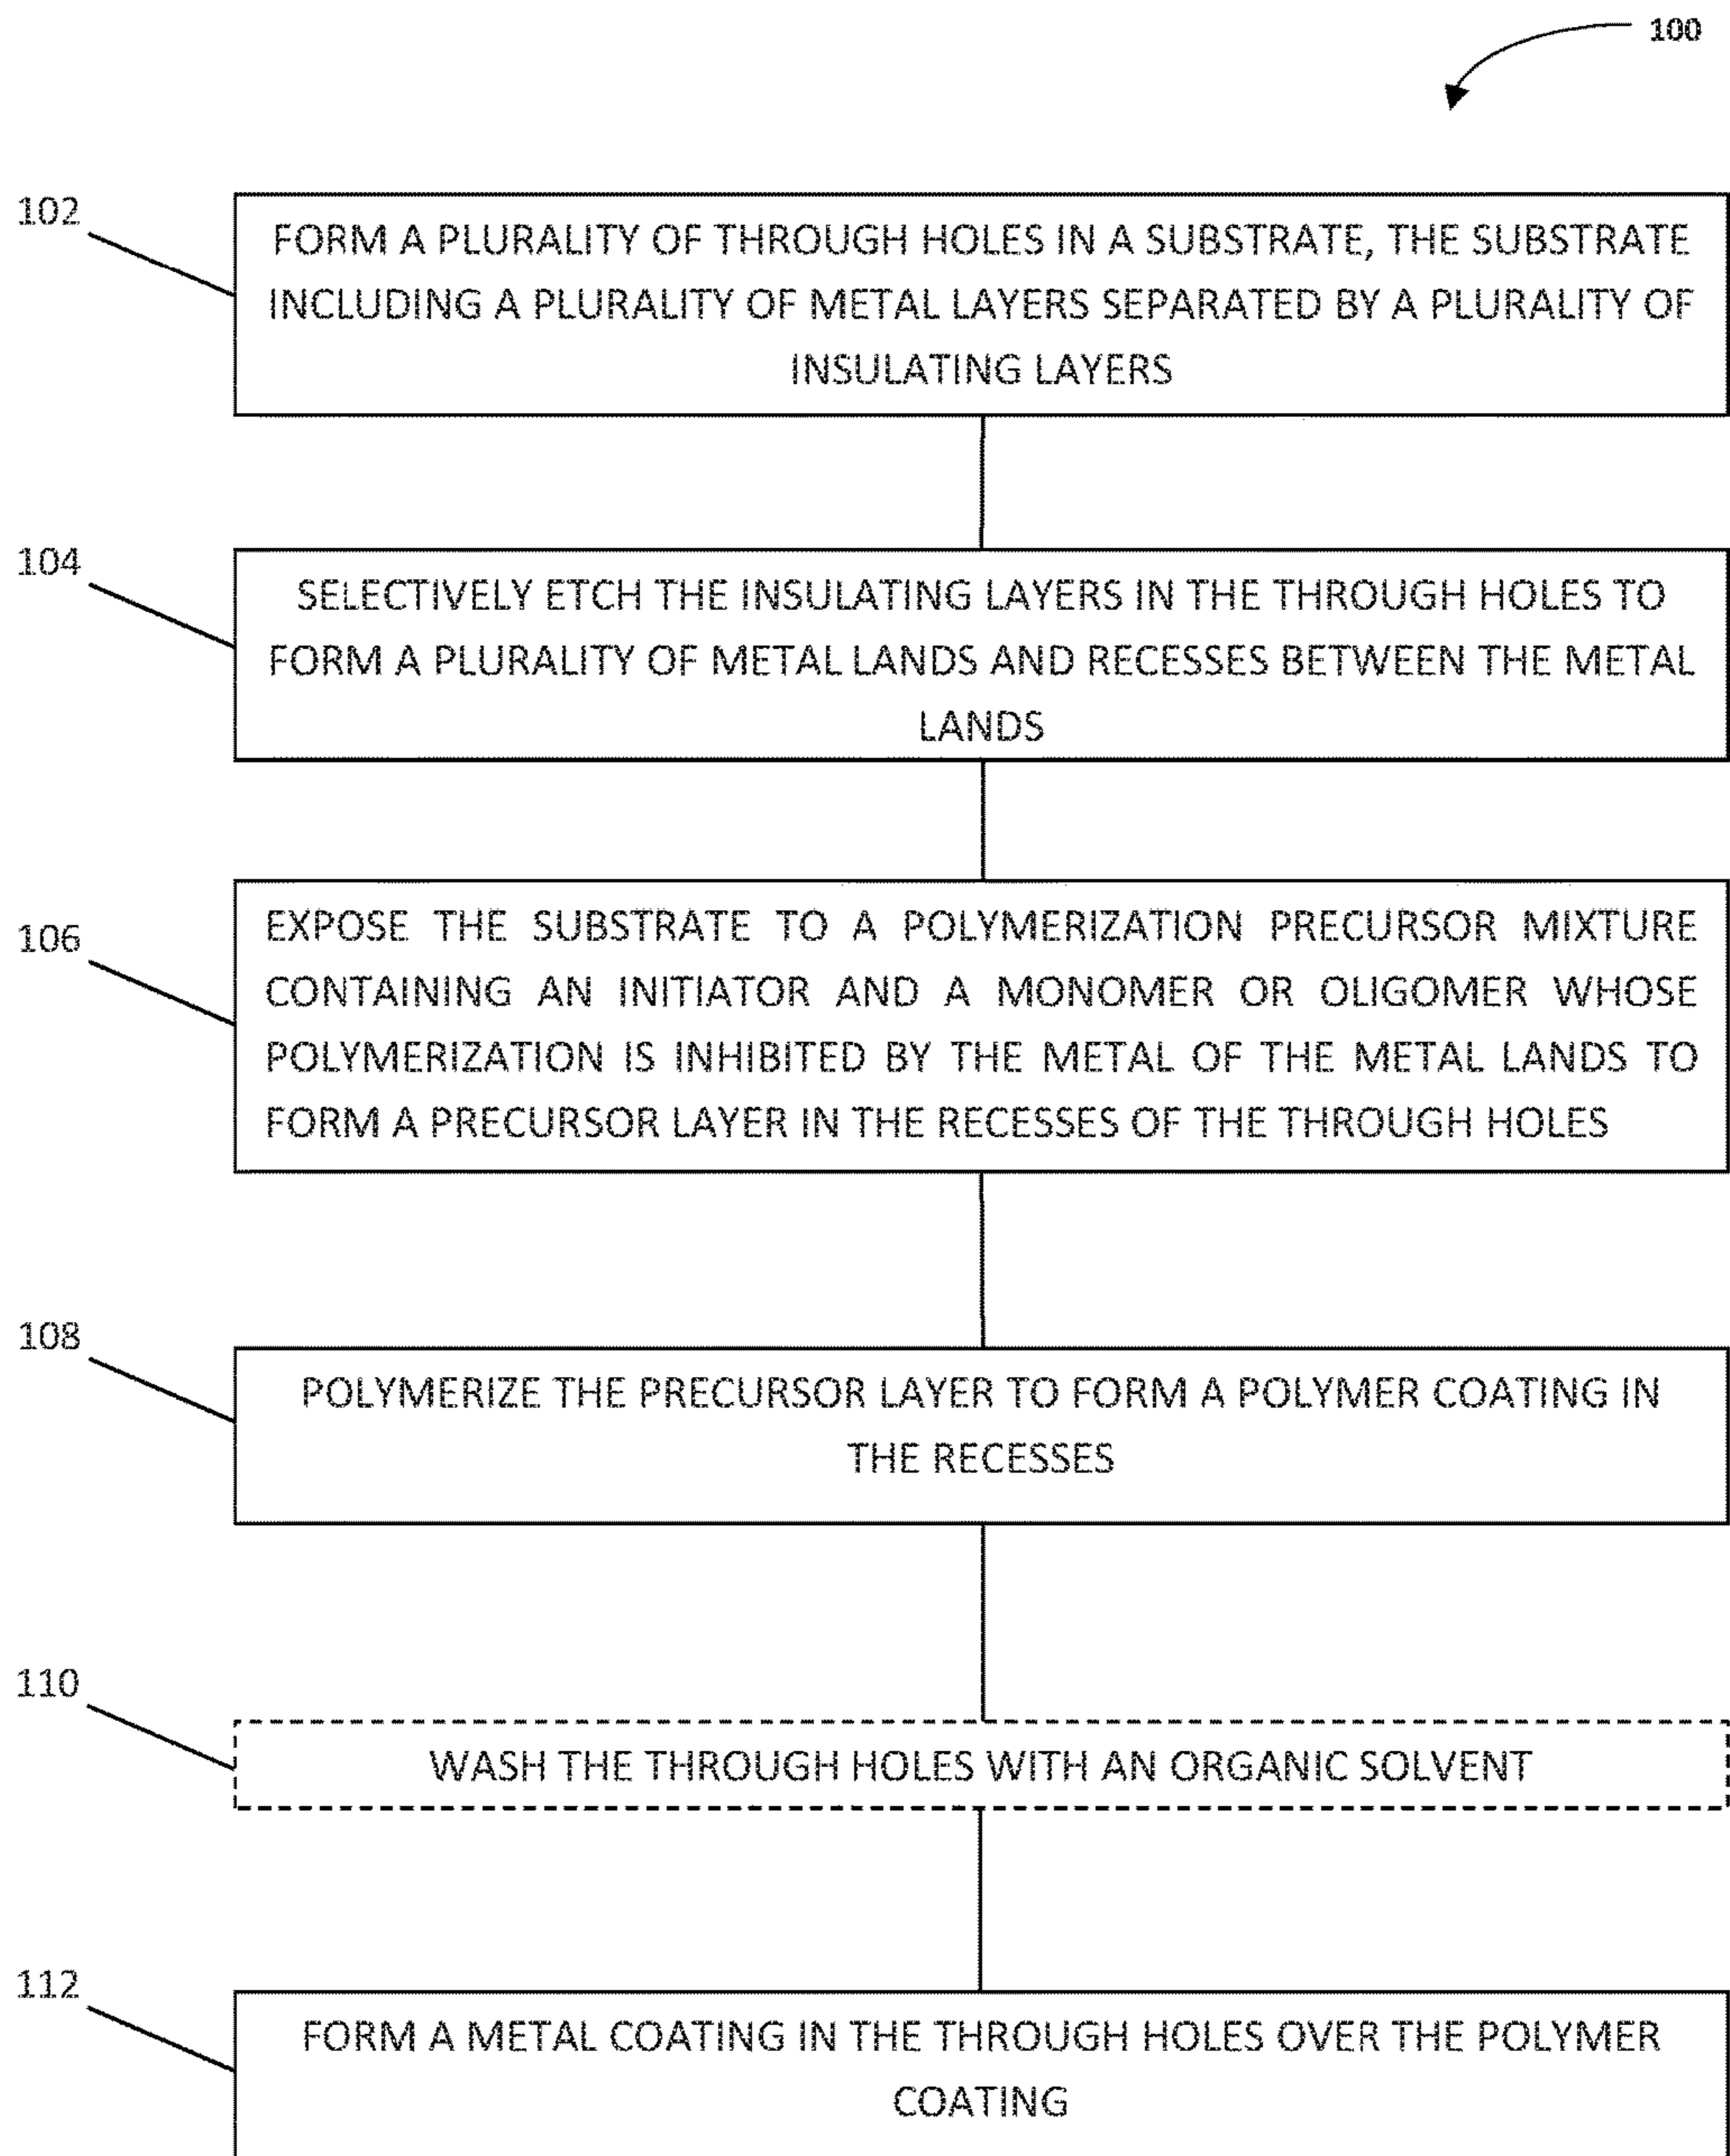 100
102
FORM A PLURALITY OF THROUGH HOLES IN A SUBSTRATE, THE SUBSTRATE
INCLUDING A PLURALITY OF METAL LAYERS SEPARATED BY A PLURALITY OF
INSULATING LAYERS
104
SELECTIVELY ETCH THE INSULATING LAYERS IN THE THROUGH HOLES TO
FORM A PLURALITY OF METAL LANDS AND RECESSES BETWEEN THE METAL
LANDS
106
EXPOSE THE SUBSTRATE TO A POLYMERIZATION PRECURSOR MIXTURE
CONTAINING AN INITIATOR AND A MONOMER OR OLIGOMER WHOSE
POLYMERIZATION IS INHIBITED BY THE METAL OF THE METAL LANDS TO
FORM A PRECURSOR LAYER IN THE RECESSES OF THE THROUGH HOLES
108
POLYMERIZE THE PRECURSOR LAYER TO FORM A POLYMER COATING IN
THE RECESSES
110
WASH THE THROUGH HOLES WITH AN ORGANIC SOLVENT
112
FORM A METAL COATING IN THE THROUGH HOLES OVER THE POLYMER
COATING